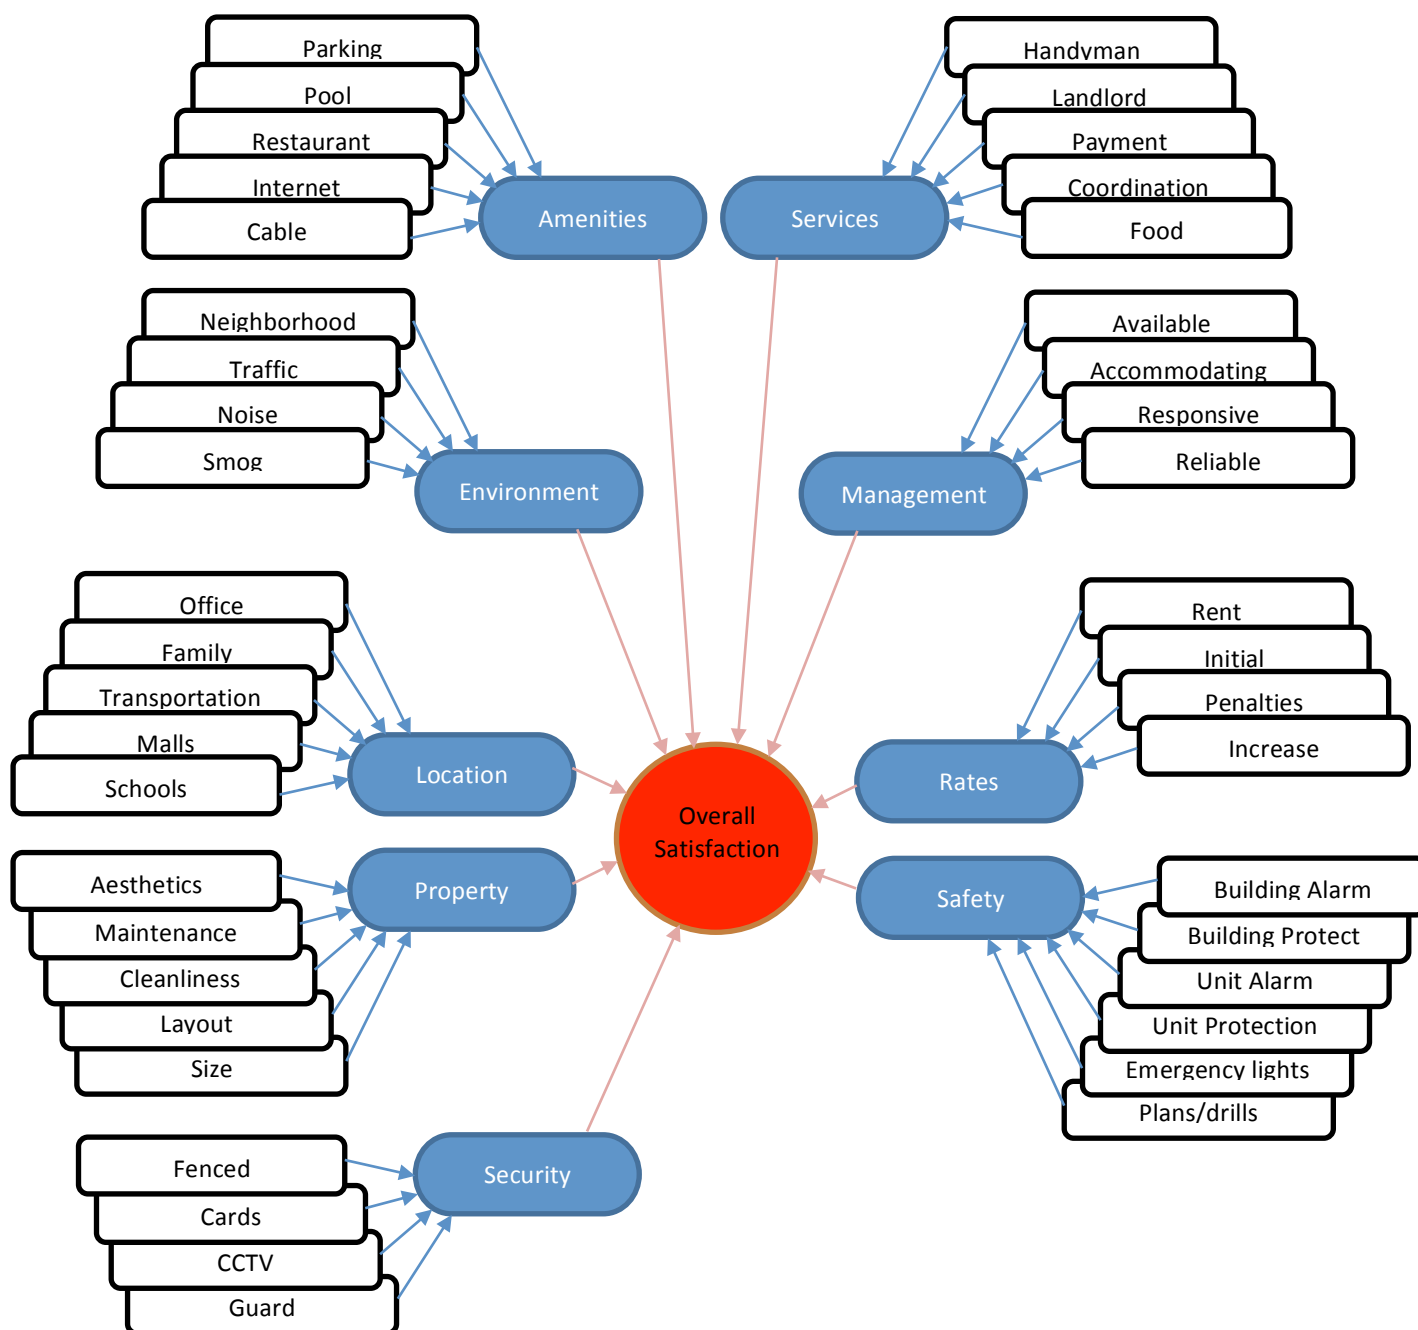 Parking
Pool
Restaurant
Internet
Cable
Amenities
Handyman
Landlord
Payment
Coordination
Food
Services
Neighborhood
Traffic
Noise
Smog
Environment
Available
Accommodating
Responsive
Reliable
Management
Office
Family
Transportation
Malls
Schools
Location
Rent
Initial
Penalties
Increase
Rates
Overall
Satisfaction
Aesthetics
Maintenance
Cleanliness
Layout
Size
Property
Safety
Building Alarm
Building Protect
Unit Alarm
Unit Protection
Emergency lights
Plans/drills
Fenced
Cards
CCTV
Guard
Security